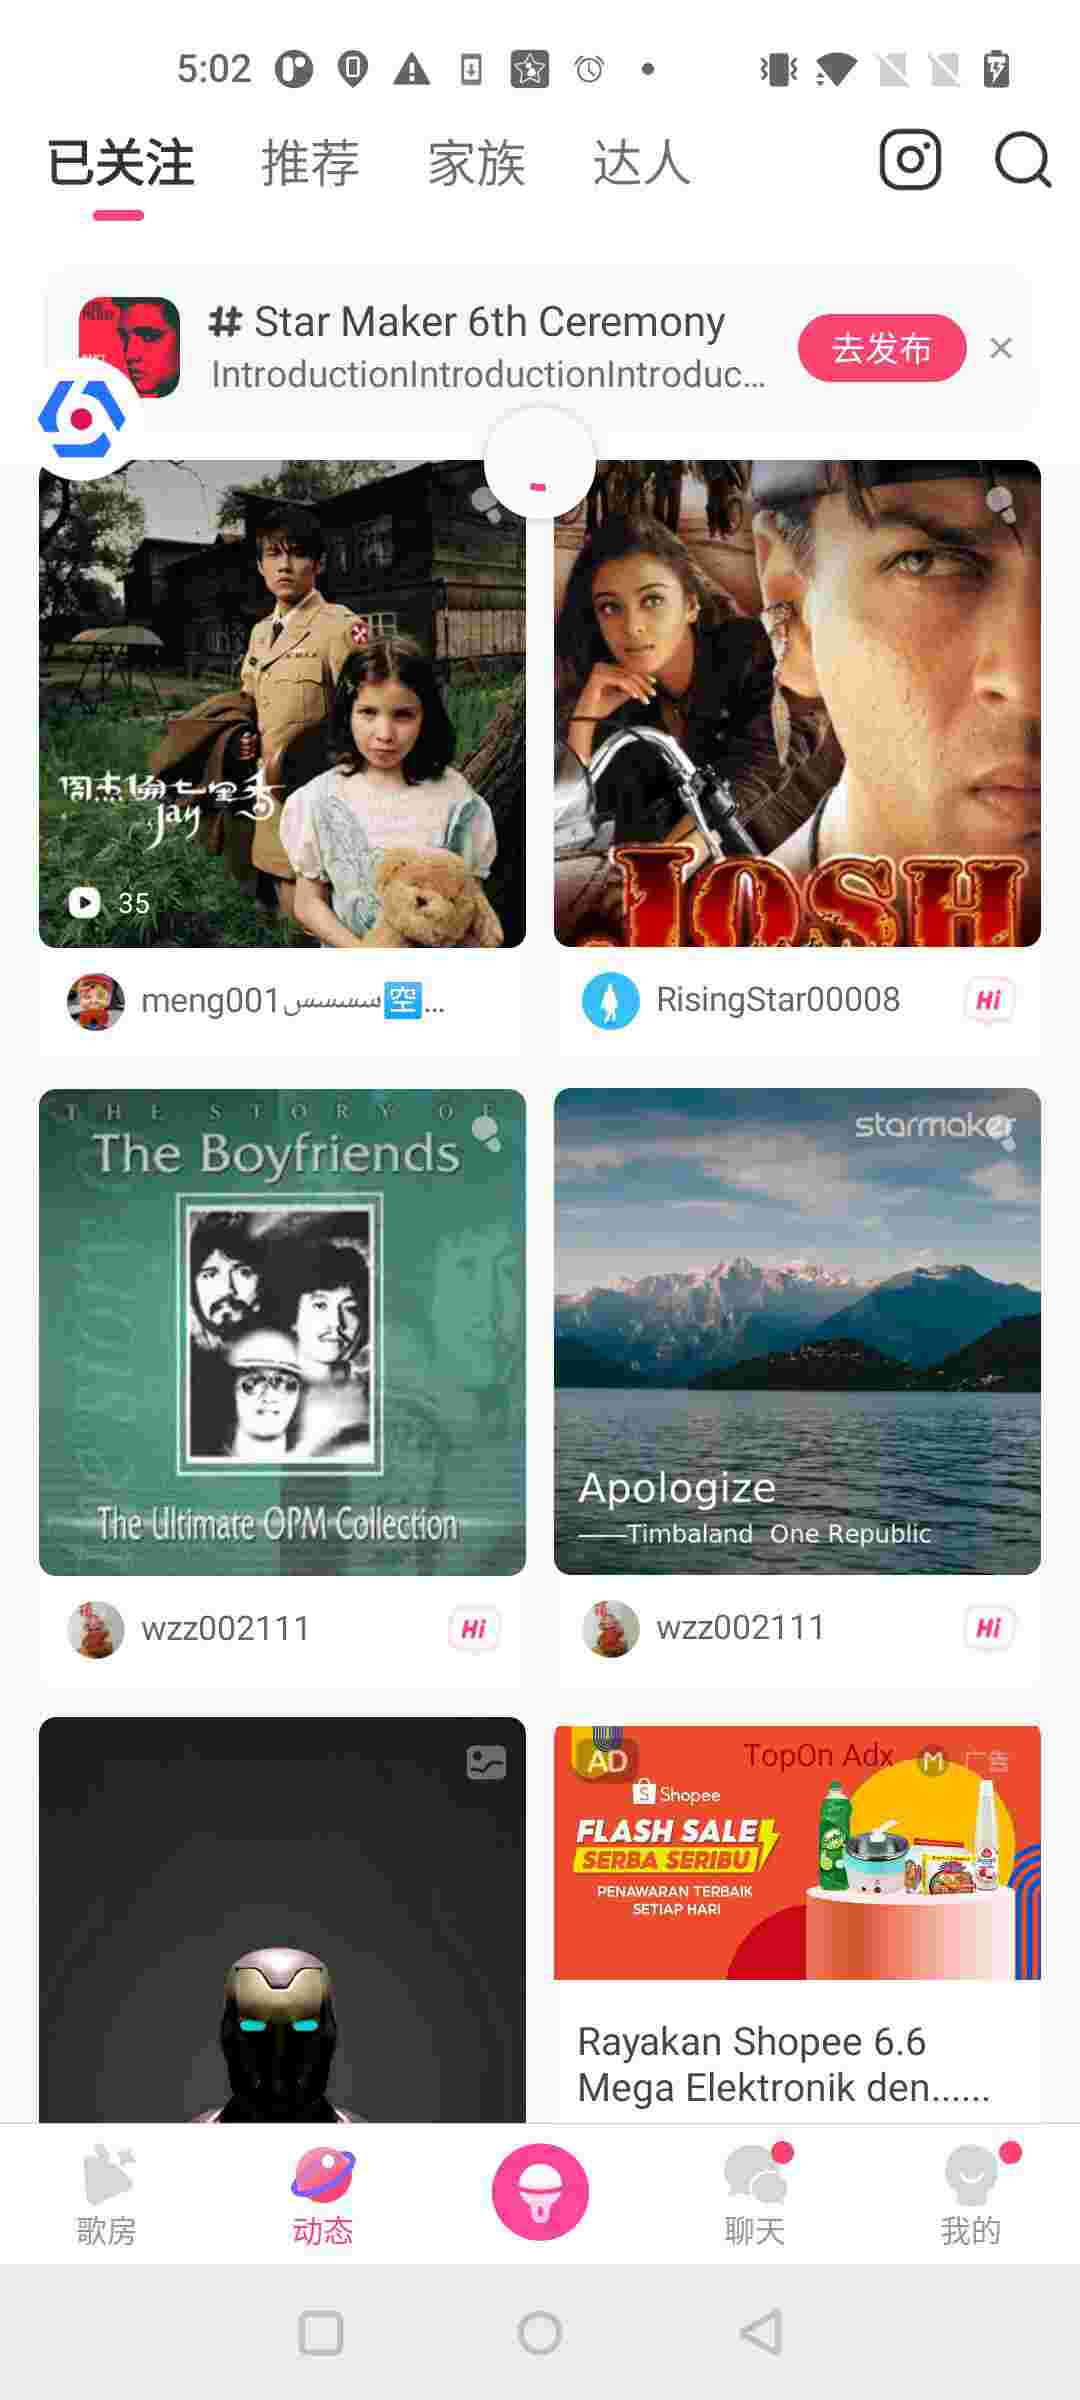 5:02
已关注 推荐 家族 达人
# Star Maker 6th Ceremony
IntroductionIntroductionIntroduc...
去发布
周杰倫 七里香
Jay
35
JOSH
meng001سسسسس空...
RisingStar00008
Hi
THE STORY OF
The Boyfriends
The Ultimate OPM Collection
starmaker
Apologize
——Timbaland One Republic
wzz002111
Hi
wzz002111
Hi
AD
TopOn Adx
M 广告
Shopee
FLASH SALE
SERBA SERIBU
PENAWARAN TERBAIK
SETIAP HARI
Rayakan Shopee 6.6
Mega Elektronik den......
歌房 动态 聊天 我的